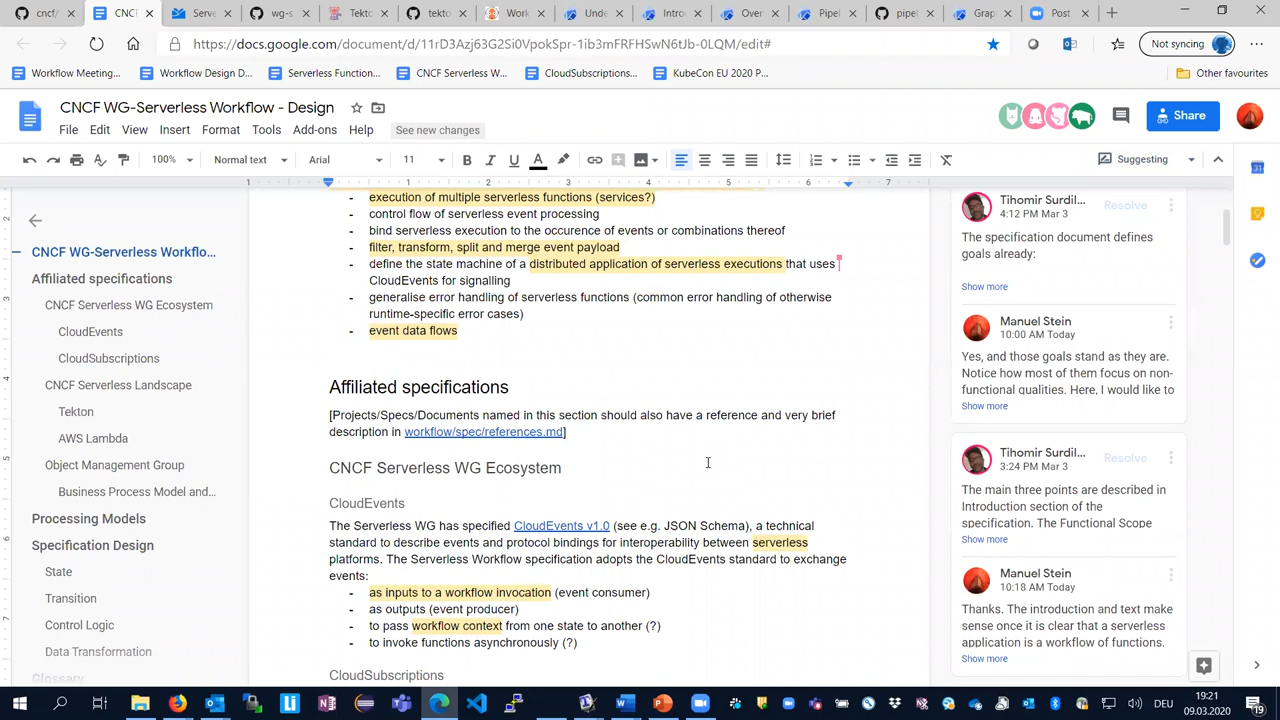 cncf/
CNC
Serve
wg-s
Tekto
tekto
Work
Unde
Intro
Over
Pipel
pipel
Grap
Post
https://docs.google.com/document/d/11rD3Azj63G2Si0VpokSpr-1ib3mFRFHSwN6tJb-0LQM/edit#
Not syncing
Workflow Meeting...
Workflow Design D...
Serverless Function...
CNCF Serverless W...
CloudSubscriptions...
KubeCon EU 2020 P...
Other favourites
CNCF WG-Serverless Workflow - Design
File Edit View Insert Format Tools Add-ons Help
See new changes
Share
100%
Normal text
Arial
11
B I U A
Suggesting
1 1 2 3 4 5 6 7
CNCF WG-Serverless Workflo...
Affiliated specifications
CNCF Serverless WG Ecosystem
CloudEvents
CloudSubscriptions
CNCF Serverless Landscape
Tekton
AWS Lambda
Object Management Group
Business Process Model and...
Processing Models
Specification Design
State
Transition
Control Logic
Data Transformation
Glossary
2
3
4
5
6
7
- execution of multiple serverless functions (services?)
- control flow of serverless event processing
- bind serverless execution to the occurence of events or combinations thereof
- filter, transform, split and merge event payload
- define the state machine of a distributed application of serverless executions that uses
CloudEvents for signalling
- generalise error handling of serverless functions (common error handling of otherwise
runtime-specific error cases)
- event data flows
Affiliated specifications
[Projects/Specs/Documents named in this section should also have a reference and very brief
description in workflow/spec/references.md]
CNCF Serverless WG Ecosystem
CloudEvents
The Serverless WG has specified CloudEvents v1.0 (see e.g. JSON Schema), a technical
standard to describe events and protocol bindings for interoperability between serverless
platforms. The Serverless Workflow specification adopts the CloudEvents standard to exchange
events:
- as inputs to a workflow invocation (event consumer)
- as outputs (event producer)
- to pass workflow context from one state to another (?)
- to invoke functions asynchronously (?)
CloudSubscriptions
Tihomir Surdil...
4:12 PM Mar 3
Resolve
The specification document defines
goals already:
Show more
Manuel Stein
10:00 AM Today
Yes, and those goals stand as they are.
Notice how most of them focus on non-
functional qualities. Here, I would like to
Show more
Tihomir Surdil...
3:24 PM Mar 3
Resolve
The main three points are described in
Introduction section of the
specification. The Functional Scope
Show more
Manuel Stein
10:18 AM Today
Thanks. The introduction and text make
sense once it is clear that a serverless
application is a workflow of functions.
Show more
31
DEU
19:21
09.03.2020
19